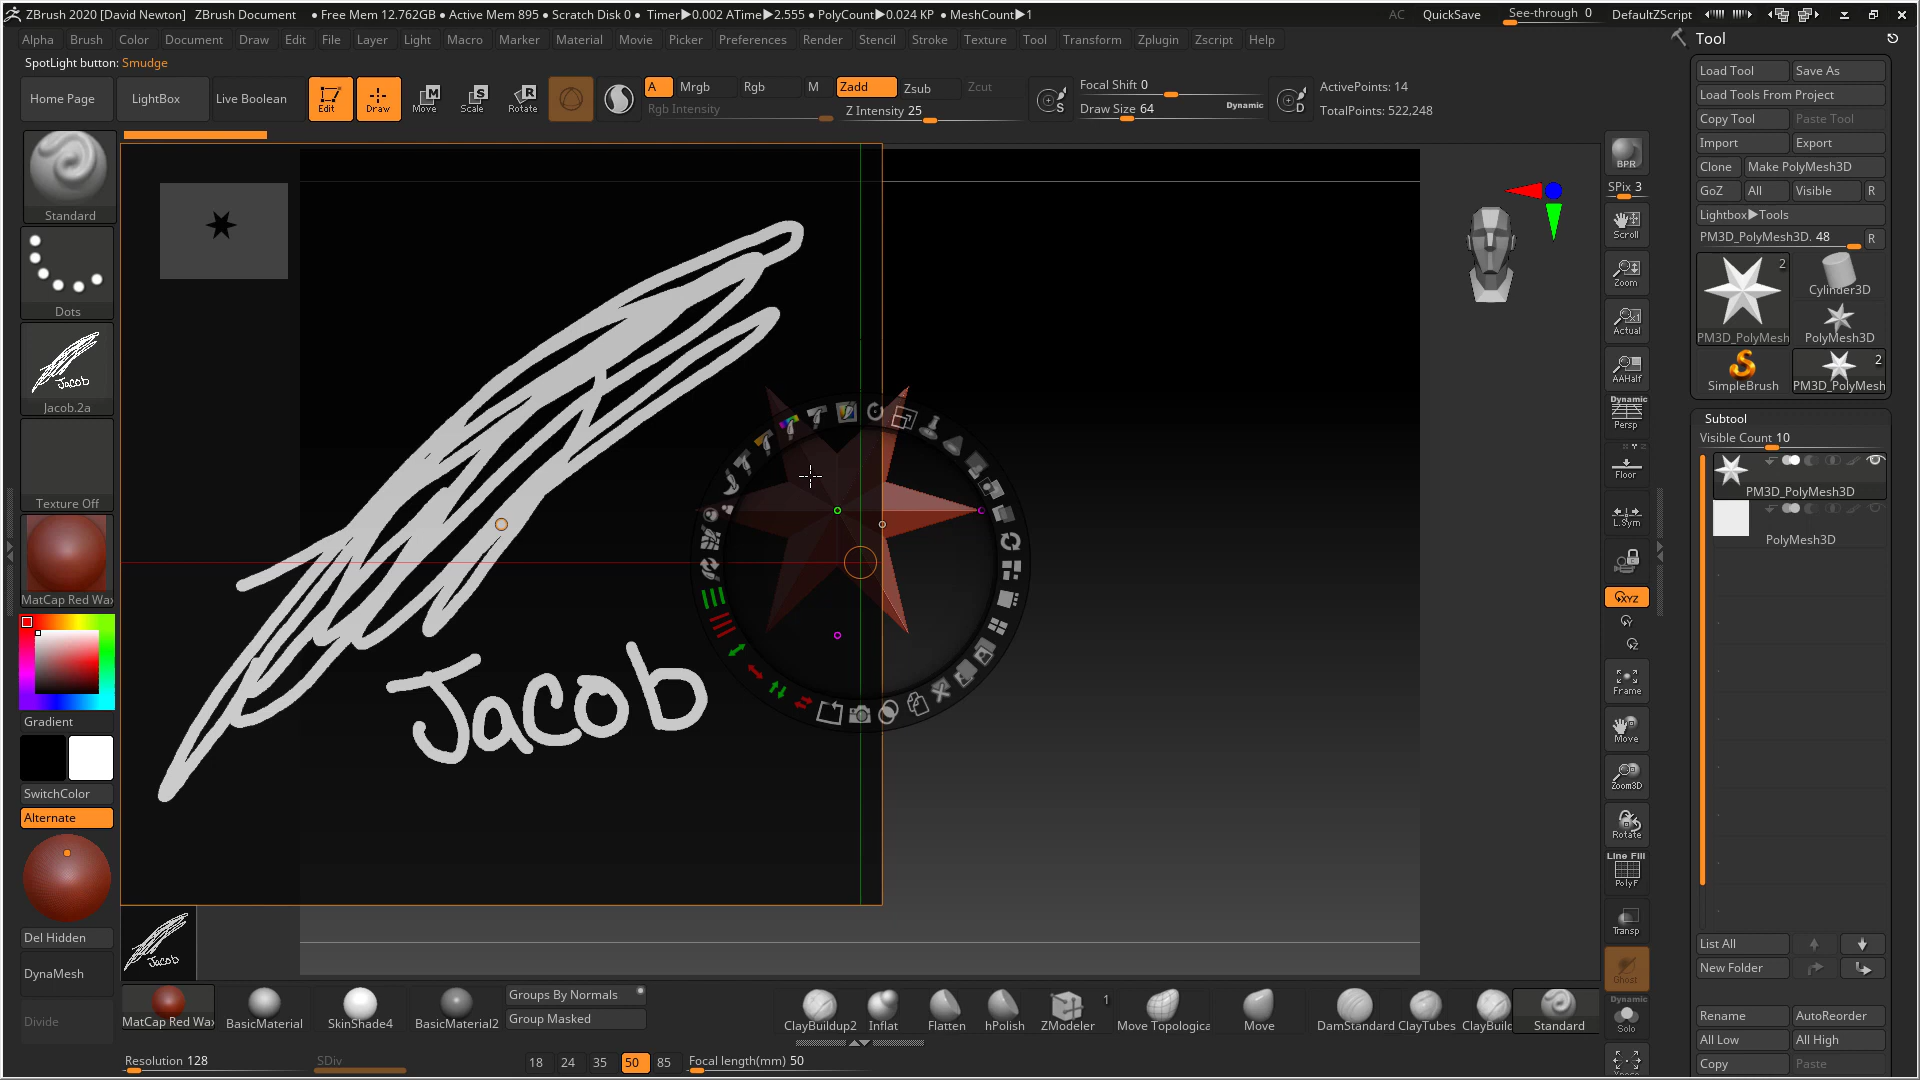 ZBrush 2020 [David Newton] ZBrush Document • Free Mem 12.762GB • Active Mem 895 • Scratch Disk 0 • Timer▶0.002 ATime▶2.555 • PolyCount▶0.024 KP • MeshCount▶1 AC QuickSave See-through 0 DefaultZScript
Alpha Brush Color Document Draw Edit File Layer Light Macro Marker Material Movie Picker Preferences Render Stencil Stroke Texture Tool Transform Zplugin Zscript Help
SpotLight button: Smudge
Home Page LightBox Live Boolean Edit Draw Move Scale Rotate
A Mrgb Rgb M Zadd Zsub Zcut
Rgb Intensity Z Intensity 25
Focal Shift 0
Draw Size 64 Dynamic
ActivePoints: 14
TotalPoints: 522,248
Standard
Dots
Jacob.2a
Texture Off
MatCap Red Wax
Gradient
SwitchColor
Alternate
Del Hidden
DynaMesh
Divide
Jacob
BPR
SPix 3
Scroll
Zoom
Actual
AAHalf
Dynamic
Persp
Floor
L.Sym
XYZ
Frame
Move
Zoom3D
Rotate
Line Fill
PolyF
Transp
Ghost
Dynamic
Solo
Tool
Load Tool Save As
Load Tools From Project
Copy Tool Paste Tool
Import Export
Clone Make PolyMesh3D
GoZ All Visible R
Lightbox▶Tools
PM3D_PolyMesh3D. 48 R
2
Cylinder3D
PM3D_PolyMesh PolyMesh3D
2
SimpleBrush PM3D_PolyMesh
Subtool
Visible Count 10
PM3D_PolyMesh3D
PolyMesh3D
List All
New Folder
Rename AutoReorder
All Low All High
Copy Paste
MatCap Red Wax BasicMaterial SkinShade4 BasicMaterial2
Groups By Normals
Group Masked
ClayBuildup2 Inflat Flatten hPolish ZModeler 1 Move Topologica Move DamStandard ClayTubes ClayBuild Standard
Resolution 128 SDiv 18 24 35 50 85 Focal length(mm) 50